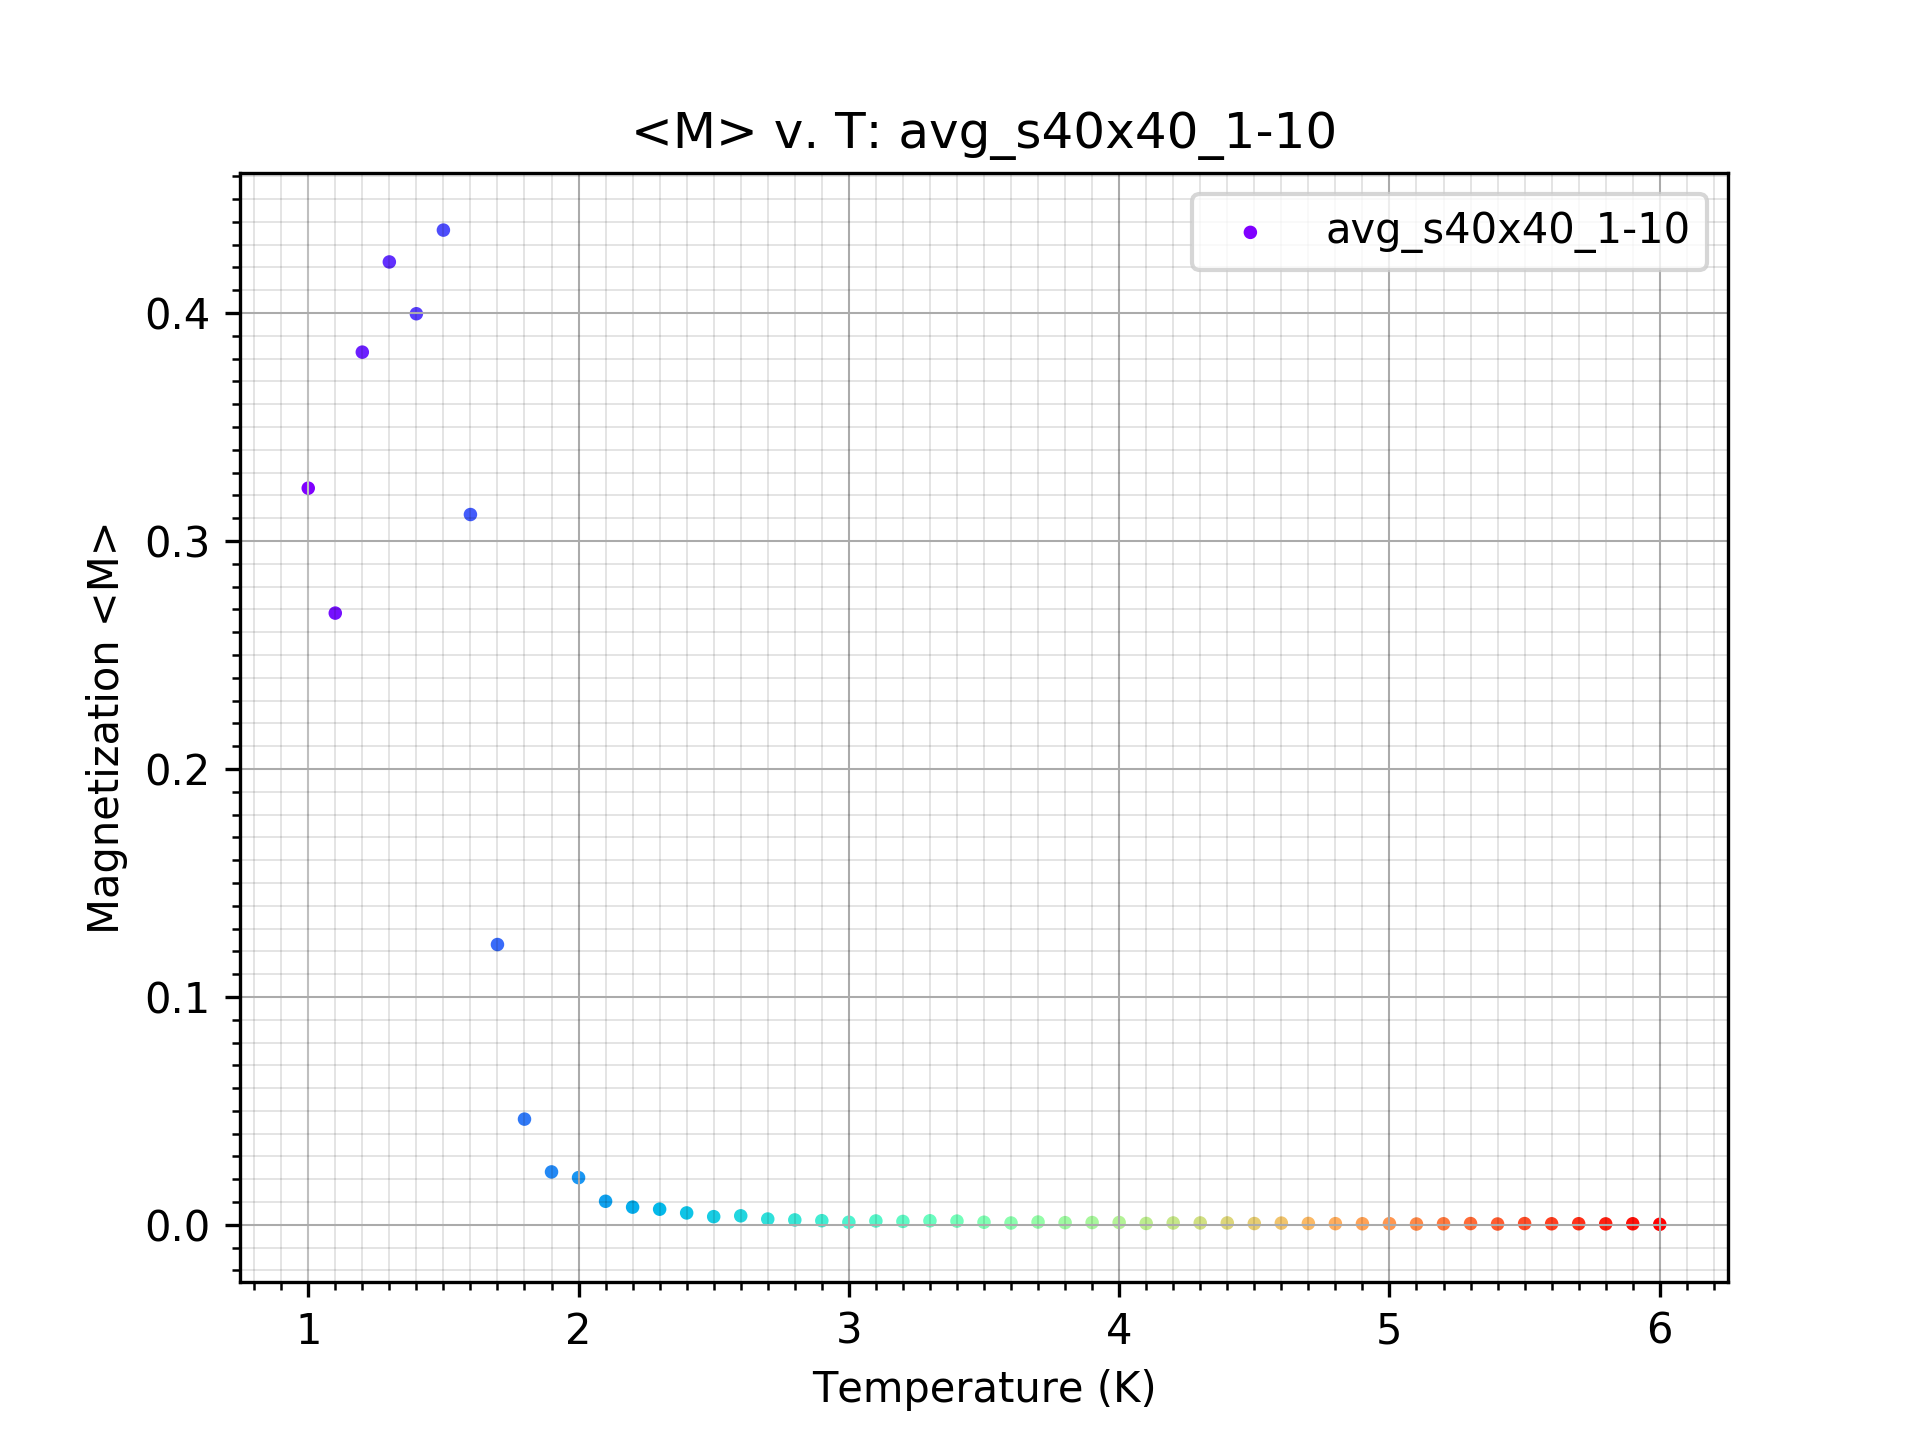 <M> v. T: avg_s40x40_1-10
avg_s40x40_1-10
Magnetization <M>
0.4
0.3
0.2
0.1
0.0
1 2 3 4 5 6
Temperature (K)